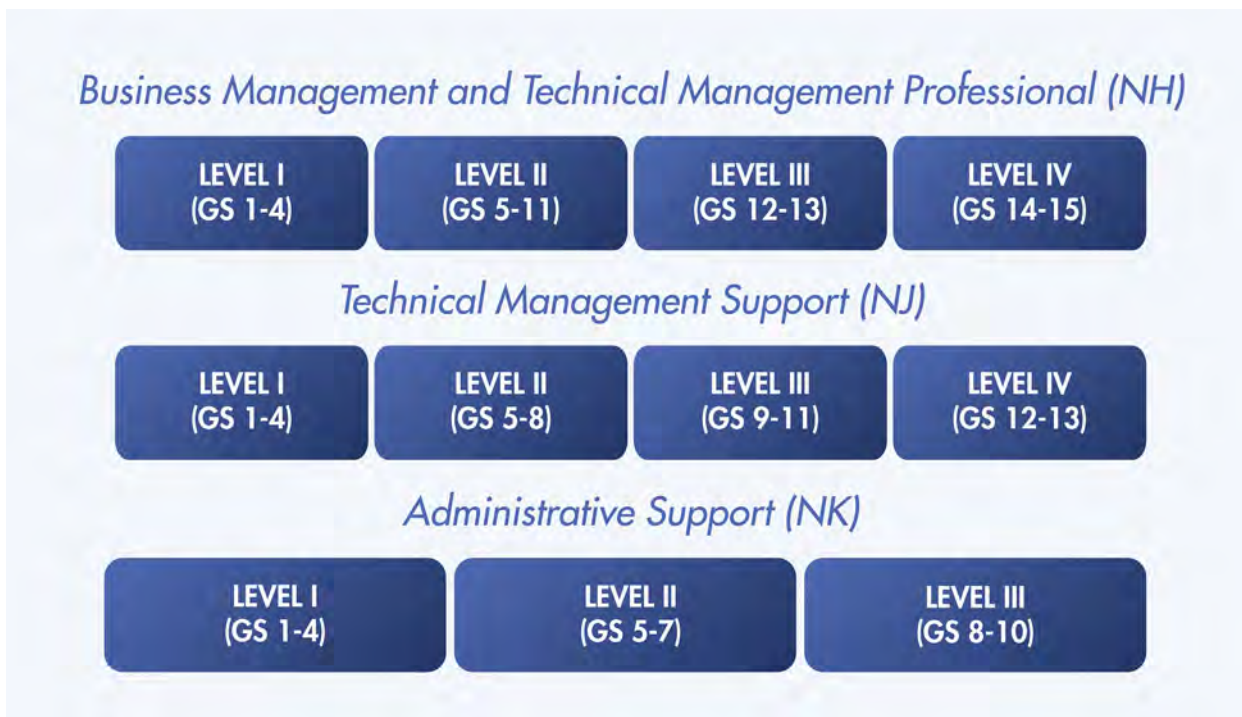 Business Management and Technical Management Professional (NH)
LEVEL I
(GS 1-4)
LEVEL II
(GS 5-11)
LEVEL III
(GS 12-13)
LEVEL IV
(GS 14-15)
Technical Management Support (NJ)
LEVEL I
(GS 1-4)
LEVEL II
(GS 5-8)
LEVEL III
(GS 9-11)
LEVEL IV
(GS 12-13)
Administrative Support (NK)
LEVEL I
(GS 1-4)
LEVEL II
(GS 5-7)
LEVEL III
(GS 8-10)